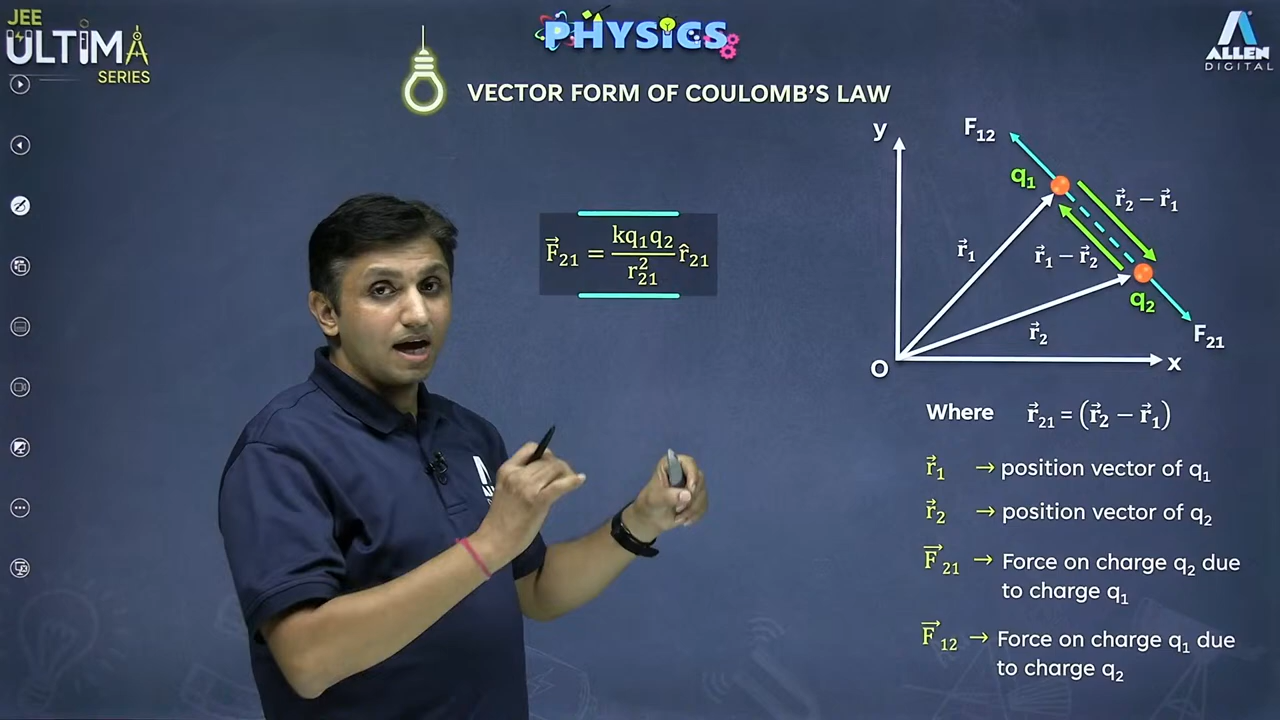 JEE
ULTIMA
SERIES
PHYSICS
ALLEN
DIGITAL
VECTOR FORM OF COULOMB'S LAW
F⃗₂₁ = kq₁q₂/r²₂₁ r̂₂₁
y
F₁₂
q₁
r⃗₂ − r⃗₁
r⃗₁
r⃗₁ − r⃗₂
q₂
r⃗₂
F₂₁
O
x
Where r⃗₂₁ = (r⃗₂ − r⃗₁)
r⃗₁ → position vector of q₁
r⃗₂ → position vector of q₂
F⃗₂₁ → Force on charge q₂ due
to charge q₁
F⃗₁₂ → Force on charge q₁ due
to charge q₂